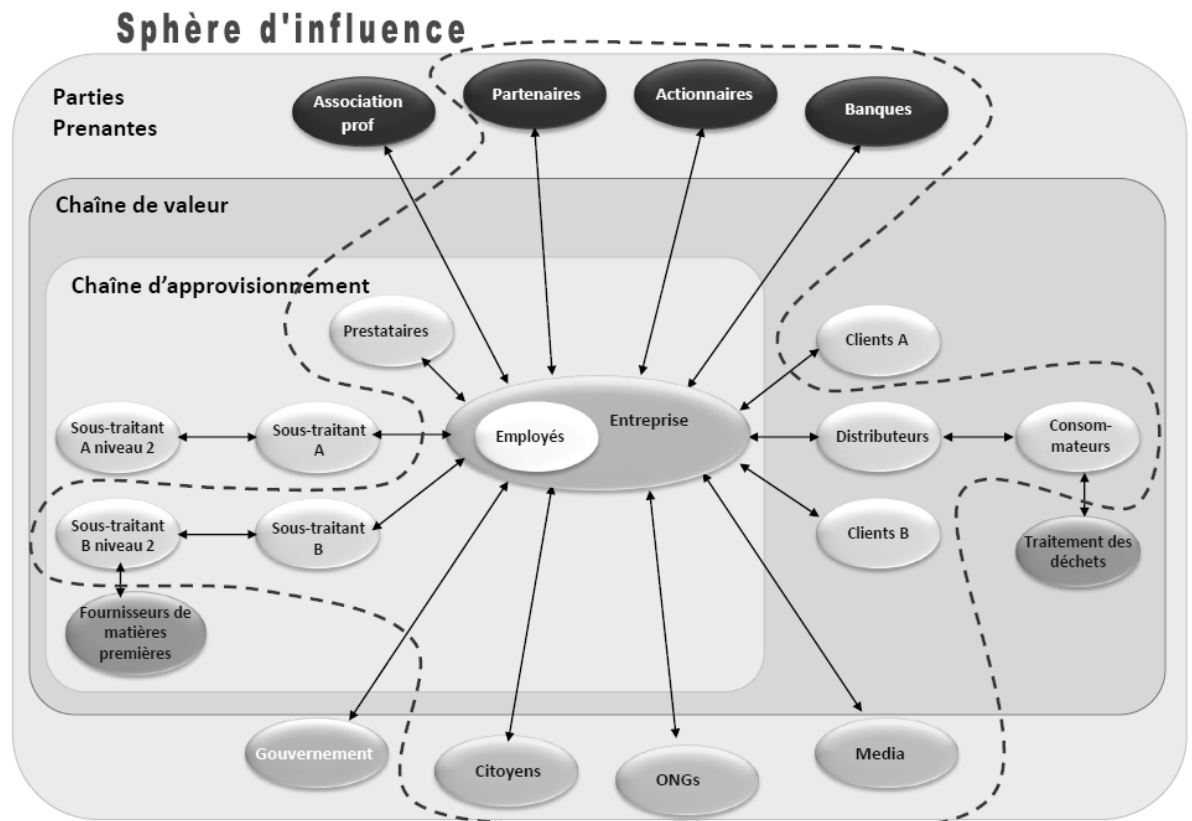 Sphère d'influence
Parties
Prenantes
Association
prof
Partenaires
Actionnaires
Banques
Chaîne de valeur
Chaîne d'approvisionnement
Prestataires
Clients A
Sous-traitant
A niveau 2
Sous-traitant
A
Employés
Entreprise
Distributeurs
Consom-
mateurs
Sous-traitant
B niveau 2
Sous-traitant
B
Clients B
Traitement des
déchets
Fournisseurs de
matières
premières
Gouvernement
Citoyens
ONGs
Media